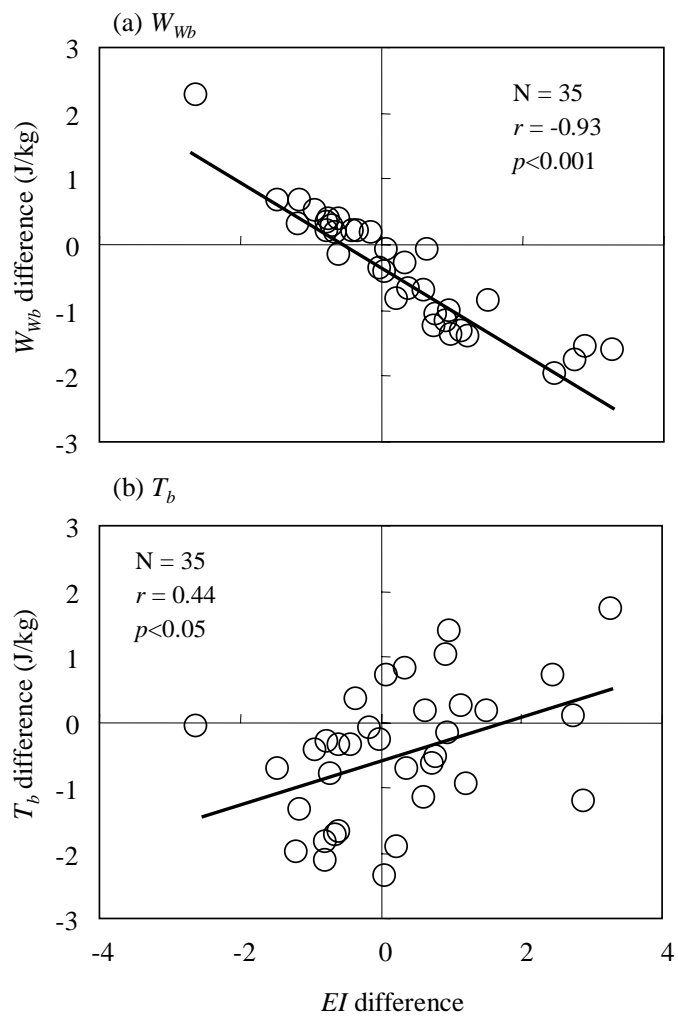 (a) W_Wb
3
2
1
0
-1
-2
-3
W_Wb difference (J/kg)
N = 35
r = -0.93
p<0.001
(b) T_b
3
2
1
0
-1
-2
-3
T_b difference (J/kg)
N = 35
r = 0.44
p<0.05
-4 -2 0 2 4
EI difference